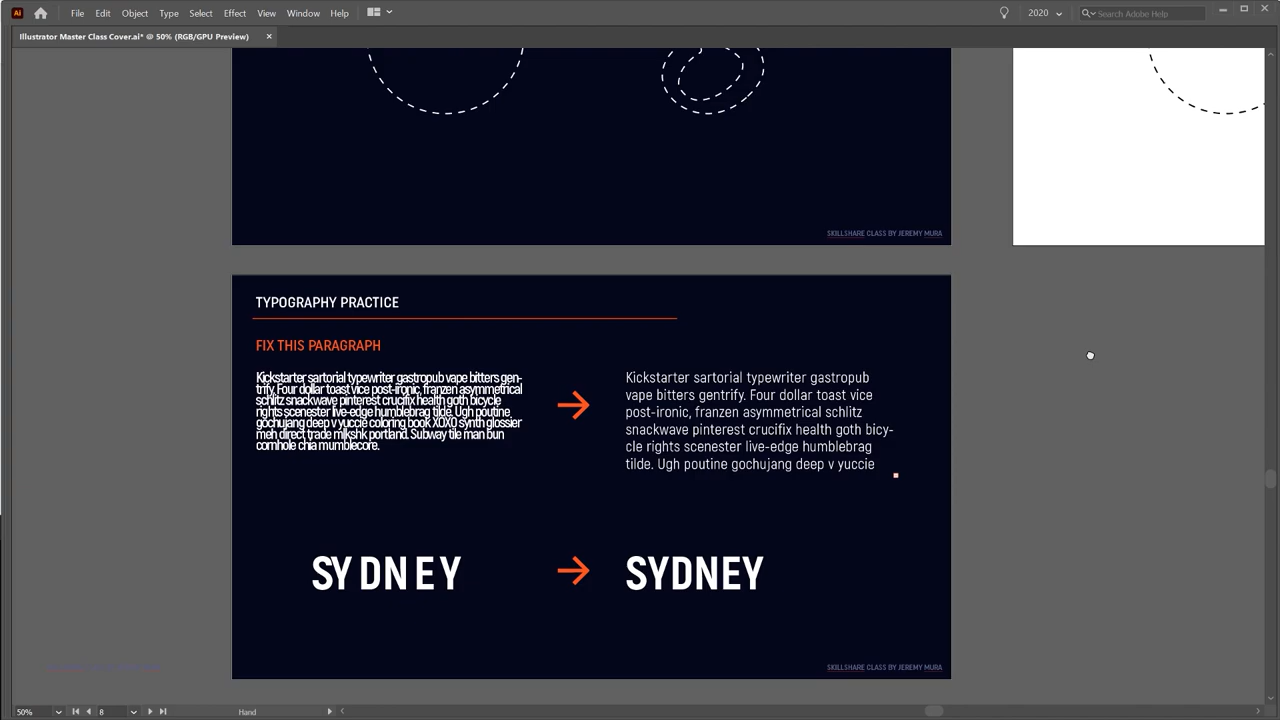 Ai File Edit Object Type Select Effect View Window Help 2020 Search Adobe Help
Illustrator Master Class Cover.ai* @ 50% (RGB/GPU Preview) ×
SKILLSHARE CLASS BY JEREMY MURA
TYPOGRAPHY PRACTICE
FIX THIS PARAGRAPH
Kickstarter sartorial typewriter gastropub vape bitters gen-
trify. Four dollar toast vice post-ironic, franzen asymmetrical
schlitz snackwave pinterest crucifix health goth bicycle
rights scenester live-edge humblebrag tilde. Ugh poutine,
gochujang deep v yuccie coloring book XOXO synth glossier
meh direct trade mlkshk portland. Subway tile man bun
cornhole chia mumblecore.
Kickstarter sartorial typewriter gastropub
vape bitters gentrify. Four dollar toast vice
post-ironic, franzen asymmetrical schlitz
snackwave pinterest crucifix health goth bicy-
cle rights scenester live-edge humblebrag
tilde. Ugh poutine gochujang deep v yuccie
SYDNEY
SYDNEY
SKILLSHARE CLASS BY JEREMY MURA
50% 8 Hand